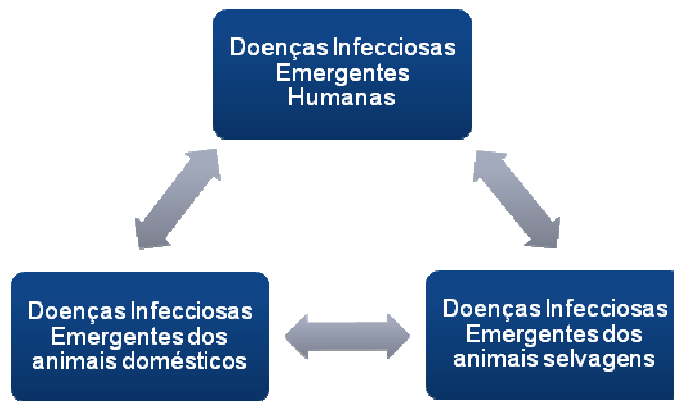 Doenças Infecciosas
Emergentes
Humanas
Doenças Infecciosas
Emergentes dos
animais domésticos
Doenças Infecciosas
Emergentes dos
animais selvagens